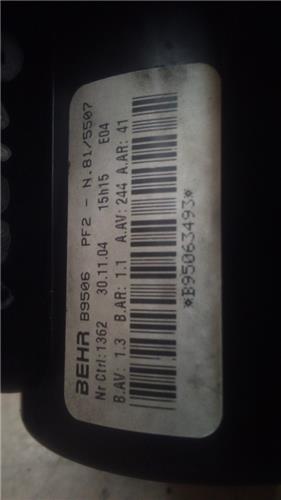 BEHR B9506 PF2 - N.81/5507
Nr Ctrl:1362 30.11.04 15h15 E04
B.AV: 1.3 B.AR: 1.1 A.AV:244 A.AR: 41
*B95063493*